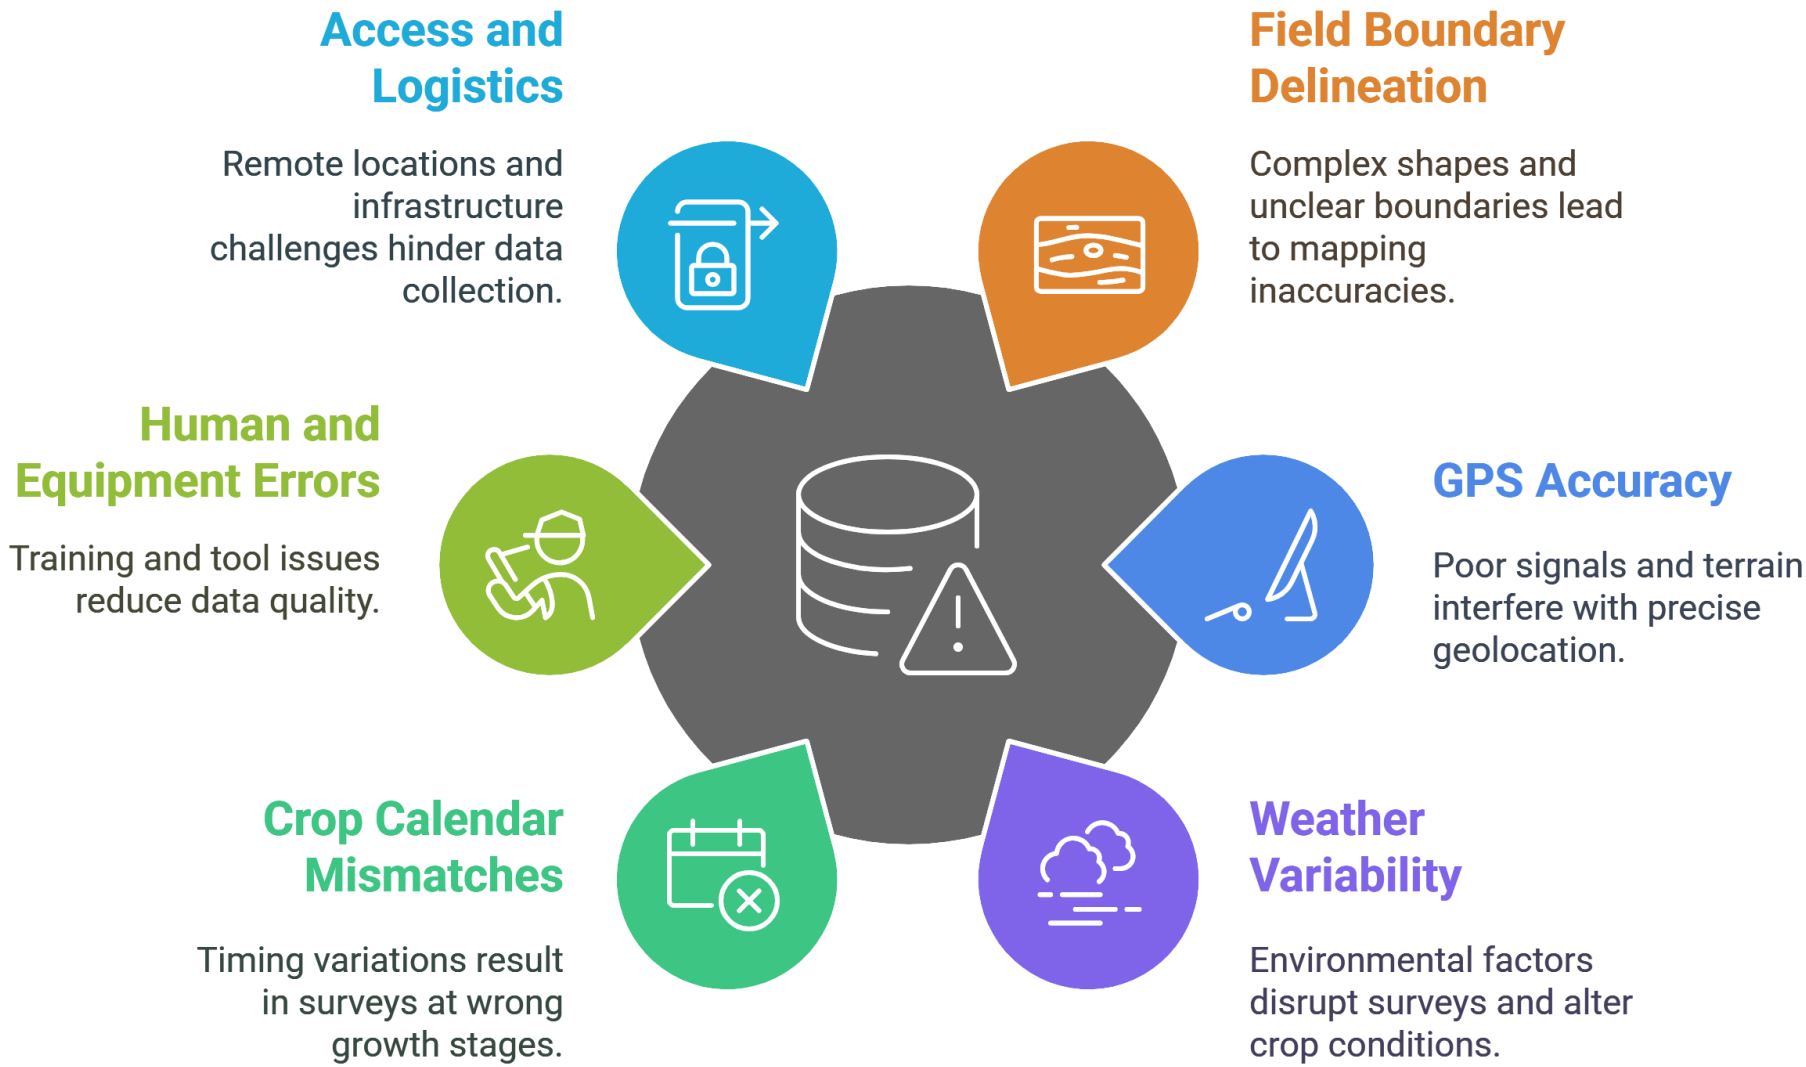 Access and
Logistics
Remote locations and
infrastructure
challenges hinder data
collection.
Field Boundary
Delineation
Complex shapes and
unclear boundaries lead
to mapping
inaccuracies.
Human and
Equipment Errors
Training and tool issues
reduce data quality.
GPS Accuracy
Poor signals and terrain
interfere with precise
geolocation.
Crop Calendar
Mismatches
Timing variations result
in surveys at wrong
growth stages.
Weather
Variability
Environmental factors
disrupt surveys and alter
crop conditions.